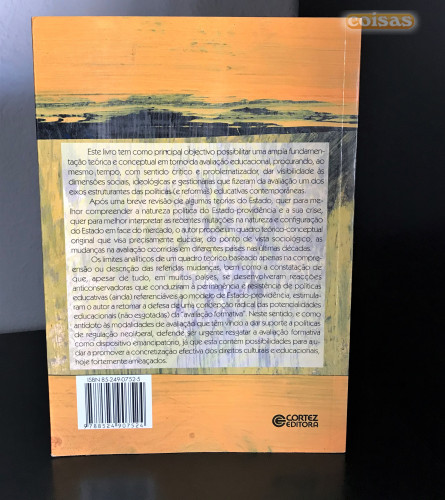 coisas
Este livro tem como principal objectivo possibilitar uma ampla fundamen-
tação teórica e conceptual em torno da avaliação educacional, procurando, ao
mesmo tempo, com sentido crítico e problematizador, dar visibilidade às
dimensões sociais, ideológicas e gestionárias que fizeram da avaliação um dos
eixos estruturantes das políticas (e reformas) educativas contemporâneas.
Após uma breve revisão de algumas teorias do Estado, quer para me-
lhor compreender a natureza política do Estado-providência e a sua crise,
quer para melhor interpretar as recentes mutações na natureza e configuração
do Estado em face do mercado, o autor propõe um quadro teórico-conceptual
original que visa precisamente elucidar, do ponto de vista sociológico, as
mudanças na avaliação ocorridas em diferentes países nas últimas décadas.
Os limites analíticos de um quadro teórico baseado apenas na compre-
ensão ou descrição das referidas mudanças, bem como a constatação de
que, apesar de tudo, em muitos países, se desenvolveram reacções
anticonservadoras que conduziram à permanência e resistência de políticas
educativas (ainda) referenciáveis ao modelo de Estado-providência, estimula-
ram o autor a retomar a defesa de uma concepção radical das potencialidades
educacionais (não esgotadas) da "avaliação formativa". Neste sentido, e como
antídoto às modalidades de avaliação que têm vindo a dar suporte a políticas
de regulação neoliberal, defende ser urgente resgatar a avaliação formativa
como dispositivo emancipatório, já que esta contém possibilidades para aju-
dar a promover a concretização efectiva dos direitos culturais e educacionais,
hoje fortemente ameaçados.
ISBN 85-249-0752-5
9 788524 907524
CORTEZ
EDITORA